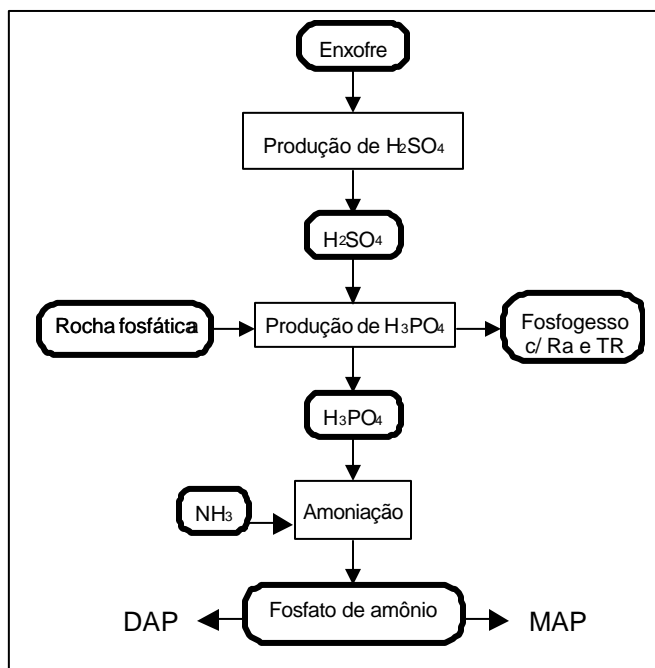 Enxofre
Produção de H₂SO₄
H₂SO₄
Rocha fosfática
Produção de H₃PO₄
Fosfogesso
c/ Ra e TR
H₃PO₄
NH₃
Amoniação
Fosfato de amônio
DAP
MAP